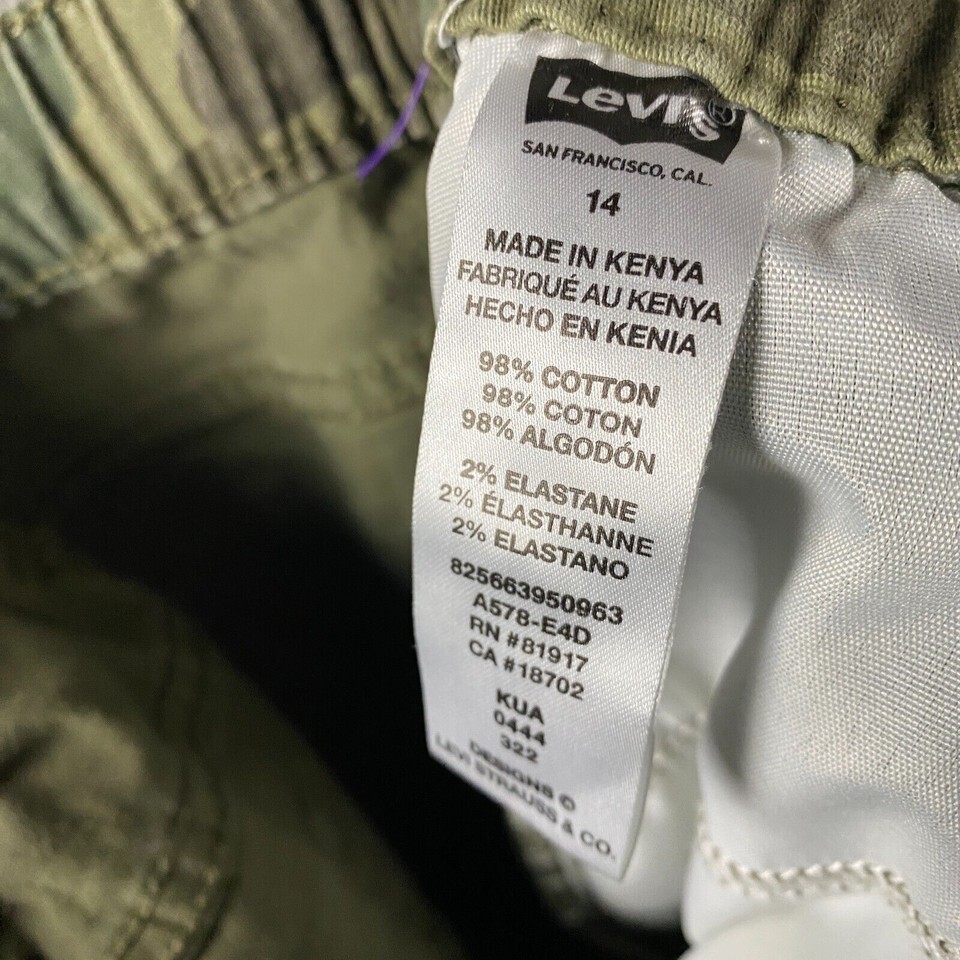 Levi's®
SAN FRANCISCO, CAL.
14
MADE IN KENYA
FABRIQUÉ AU KENYA
HECHO EN KENIA
98% COTTON
98% COTON
98% ALGODÓN
2% ELASTANE
2% ÉLASTHANNE
2% ELASTANO
825663950963
A578-E4D
RN #81917
CA #18702
KUA
0444
322
DESIGNS ©
LEVI STRAUSS & CO.